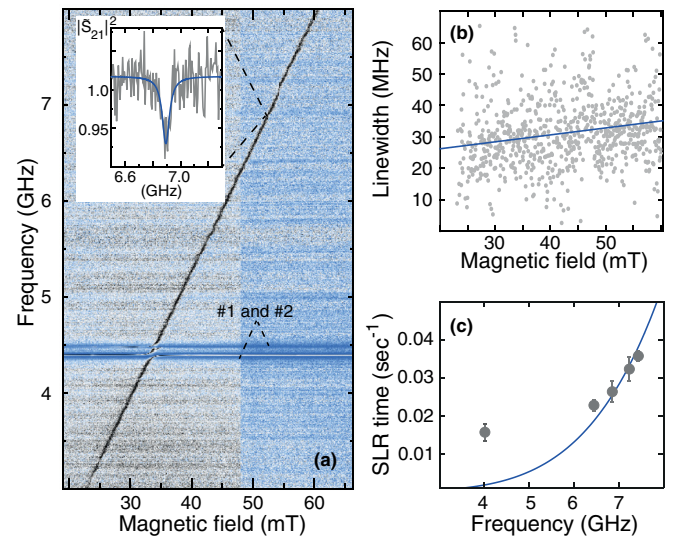 |S̃21|²
1.0
0.95
6.6 7.0
(GHz)
7
6
5
4
Frequency (GHz)
#1 and #2
(a)
30 40 50 60
Magnetic field (mT)
(b)
60
50
40
30
20
10
Linewidth (MHz)
30 40 50
Magnetic field (mT)
(c)
0.04
0.03
0.02
0.01
SLR time (sec⁻¹)
4 5 6 7
Frequency (GHz)